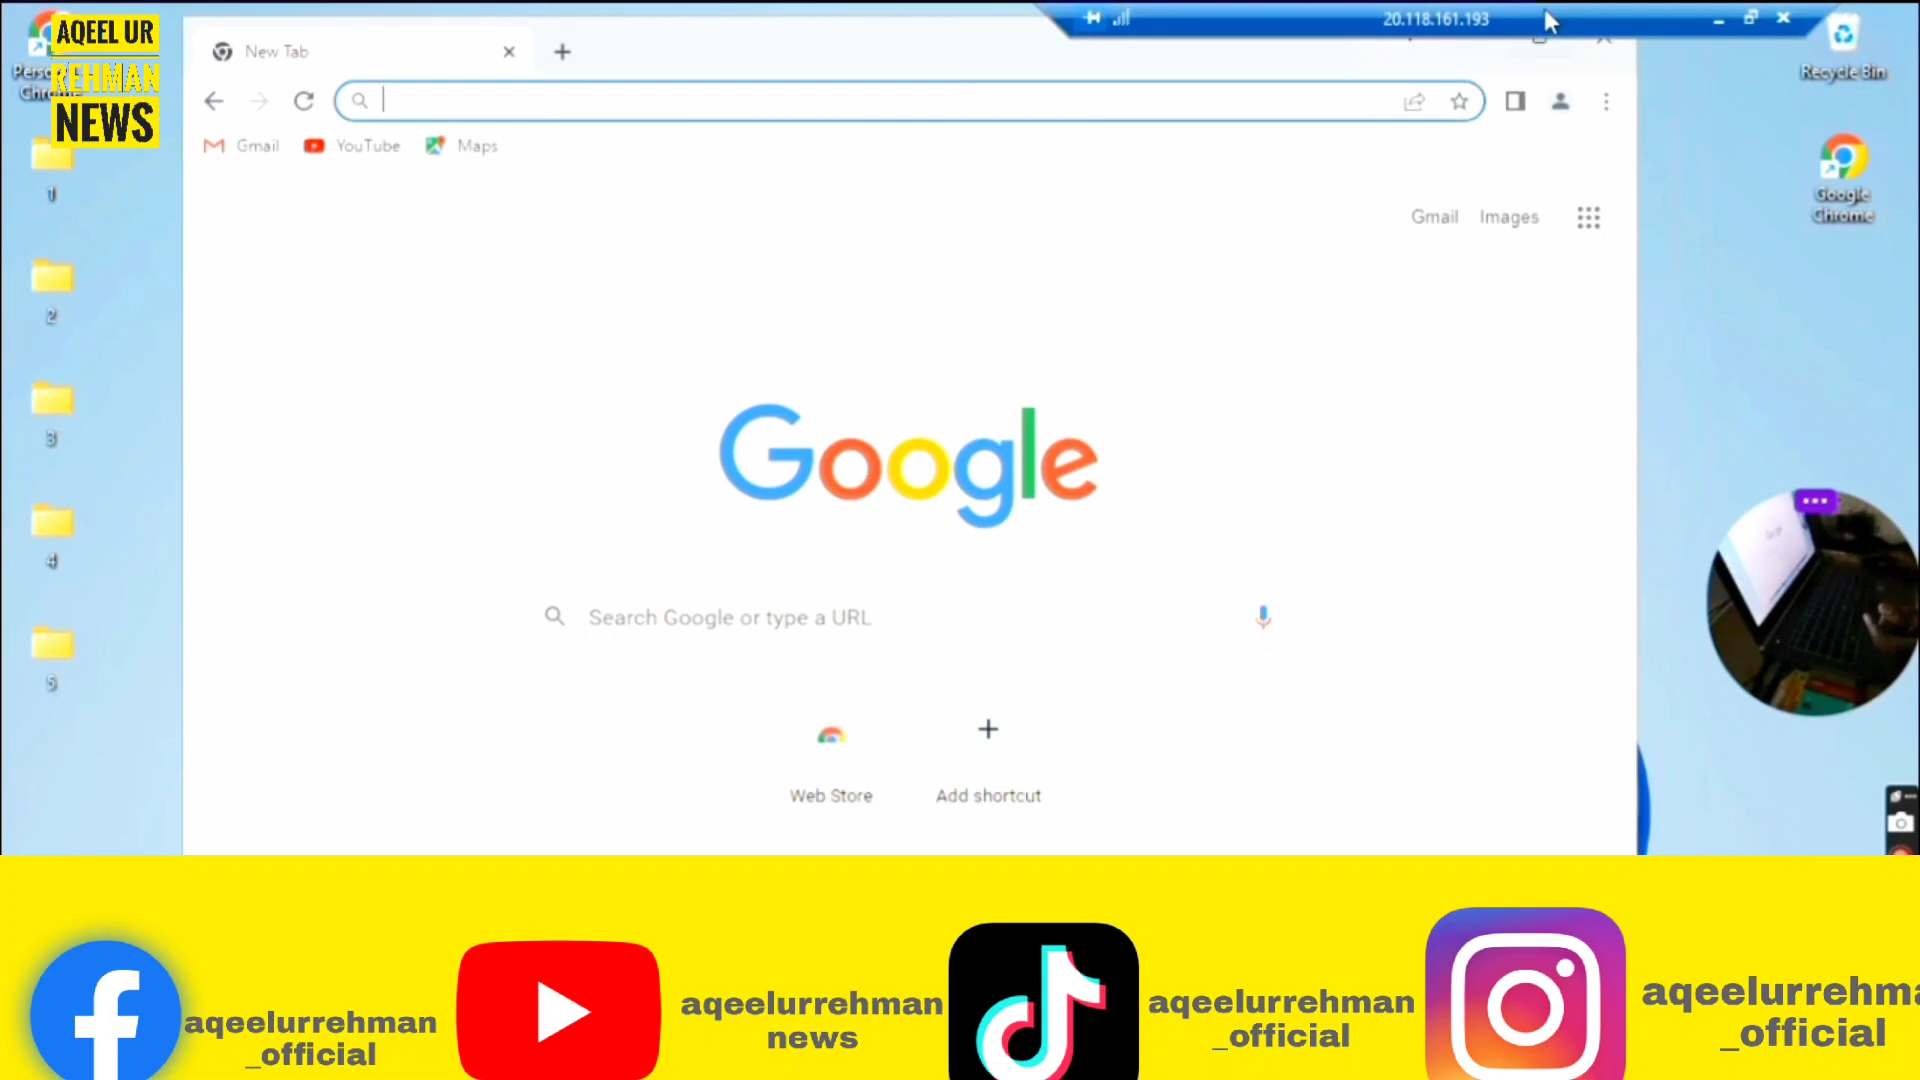 AQEEL UR
REHMAN
NEWS
20.118.161.193
New Tab
Gmail
YouTube
Maps
Gmail
Images
Recycle Bin
Google
Chrome
1
2
3
4
5
Google
Search Google or type a URL
Web Store
Add shortcut
aqeelurrehman
_official
aqeelurrehman
news
aqeelurrehman
_official
aqeelurrehma
_official